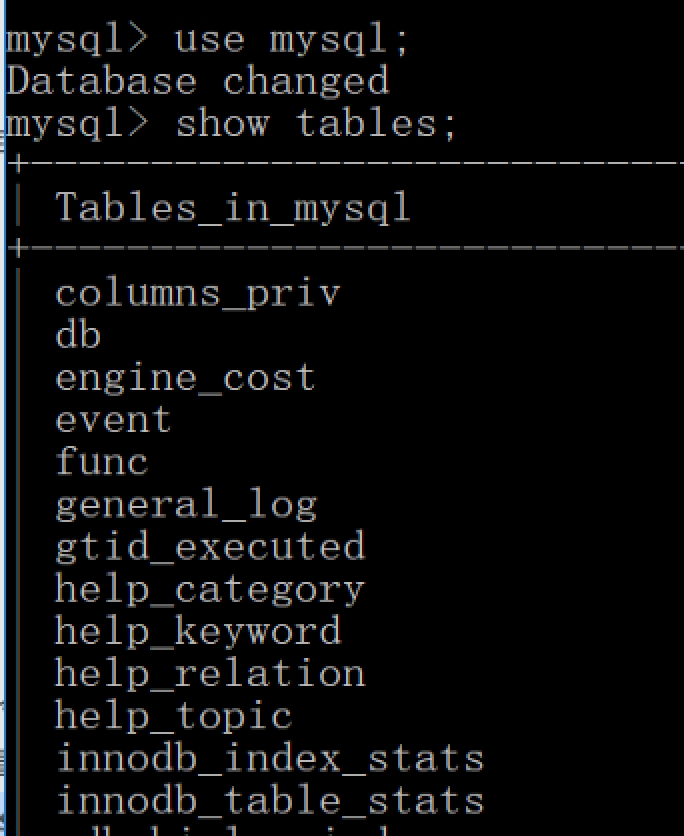 mysql> use mysql;
Database changed
mysql> show tables;
+----------------------------
| Tables_in_mysql
+----------------------------
| columns_priv
| db
| engine_cost
| event
| func
| general_log
| gtid_executed
| help_category
| help_keyword
| help_relation
| help_topic
| innodb_index_stats
| innodb_table_stats